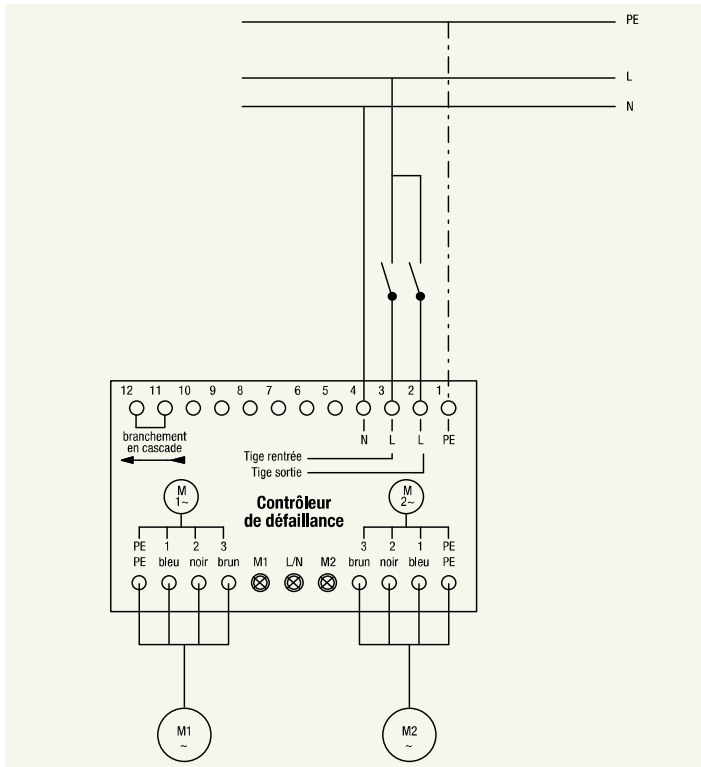 PE
L
N
12 11 10 9 8 7 6 5 4 3 2 1
N L L PE
branchement
en cascade
Tige rentrée
Tige sortie
M
1~
M
2~
Contrôleur
de défaillance
PE 1 2 3
3 2 1 PE
PE bleu noir brun M1 L/N M2 brun noir bleu PE
M1
~
M2
~